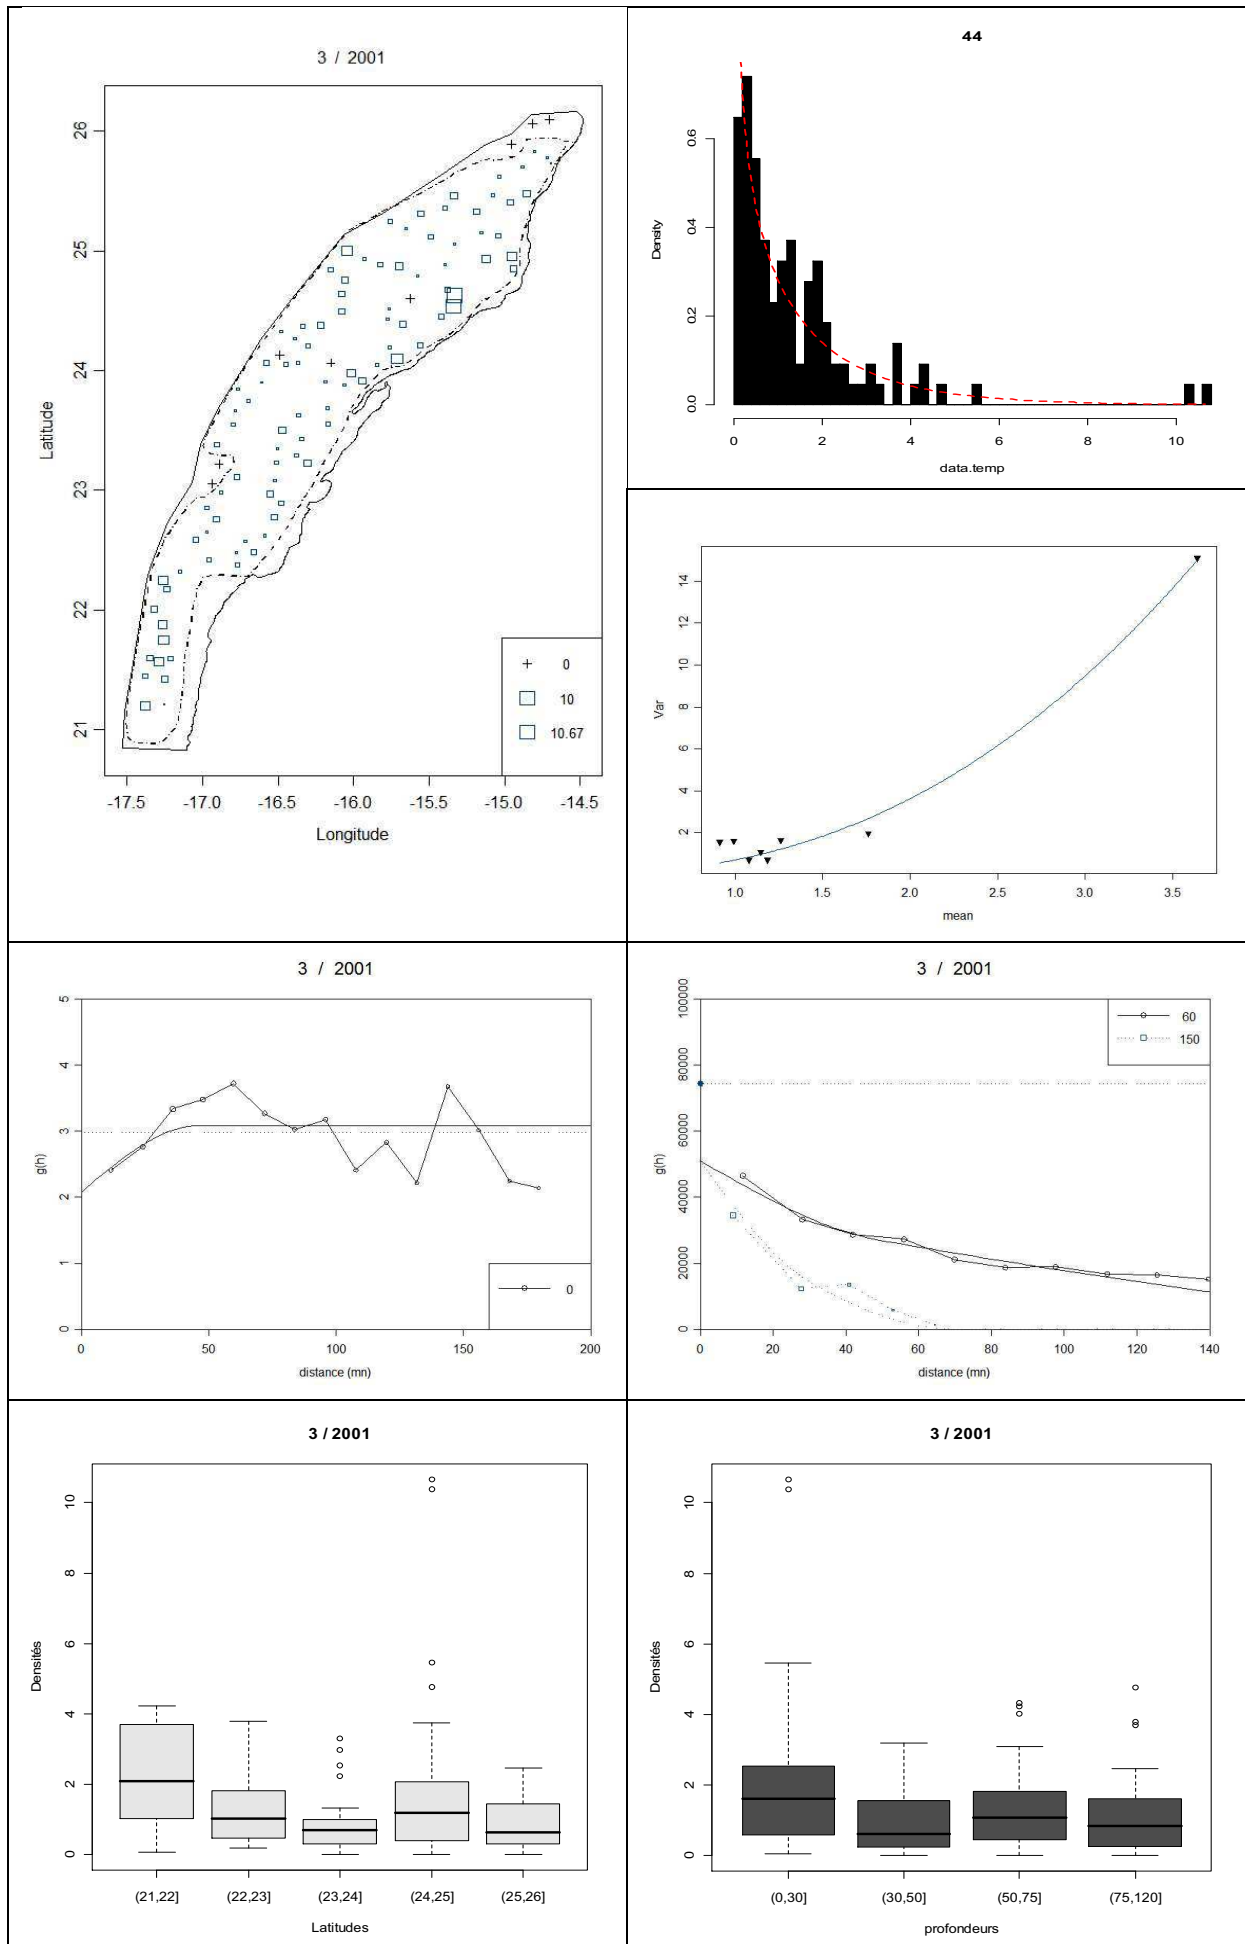 3 / 2001
26
25
24
23
22
21
Latitude
-17.5 -17.0 -16.5 -16.0 -15.5 -15.0 -14.5
Longitude
0
10
10.67
44
0.6
0.4
0.2
0.0
Density
0 2 4 6 8 10
data.temp
14
12
10
8
6
4
2
Var
1.0 1.5 2.0 2.5 3.0 3.5
mean
3 / 2001
5
4
3
2
1
0
g(h)
0
0 50 100 150 200
distance (mn)
3 / 2001
100000
80000
60000
40000
20000
0
g(h)
60
150
0 20 40 60 80 100 120 140
distance (mn)
3 / 2001
10
8
6
4
2
0
Densités
(21,22] (22,23] (23,24] (24,25] (25,26]
Latitudes
3 / 2001
10
8
6
4
2
0
Densités
(0,30] (30,50] (50,75] (75,120]
profondeurs